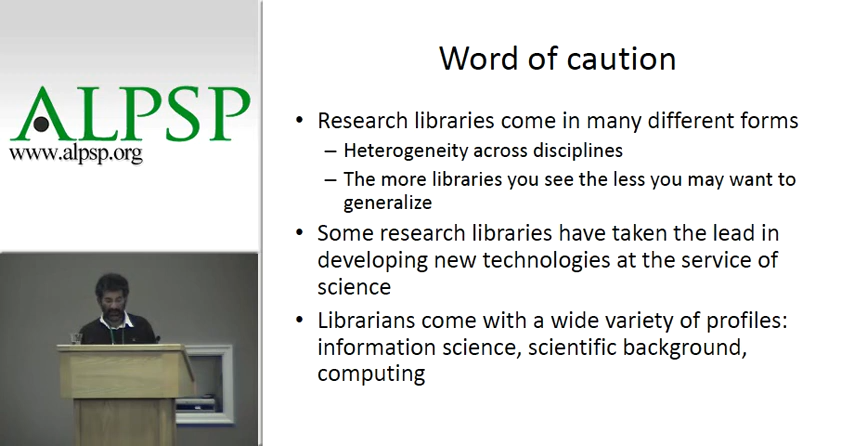 ALPSP
www.alpsp.org
Word of caution
• Research libraries come in many different forms
– Heterogeneity across disciplines
– The more libraries you see the less you may want to
generalize
• Some research libraries have taken the lead in
developing new technologies at the service of
science
• Librarians come with a wide variety of profiles:
information science, scientific background,
computing